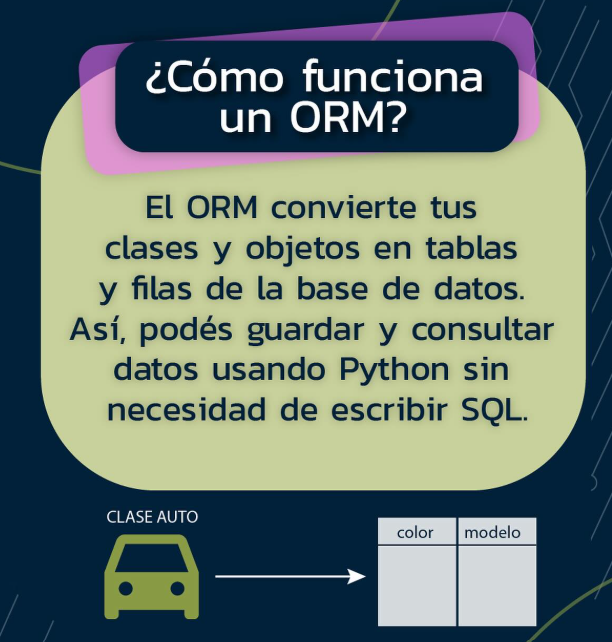 ¿Cómo funciona
un ORM?
El ORM convierte tus
clases y objetos en tablas
y filas de la base de datos.
Así, podés guardar y consultar
datos usando Python sin
necesidad de escribir SQL.
CLASE AUTO
color modelo